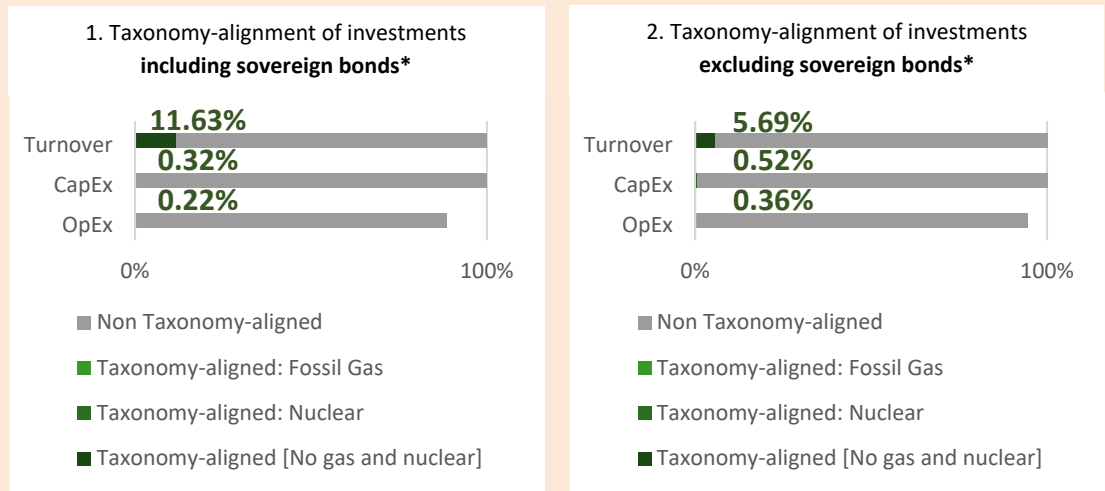 1. Taxonomy-alignment of investments
including sovereign bonds*
11.63%
Turnover
0.32%
CapEx
0.22%
OpEx
0%
100%
Non Taxonomy-aligned
Taxonomy-aligned: Fossil Gas
Taxonomy-aligned: Nuclear
Taxonomy-aligned [No gas and nuclear]
2. Taxonomy-alignment of investments
excluding sovereign bonds*
5.69%
Turnover
0.52%
CapEx
0.36%
OpEx
0%
100%
Non Taxonomy-aligned
Taxonomy-aligned: Fossil Gas
Taxonomy-aligned: Nuclear
Taxonomy-aligned [No gas and nuclear]